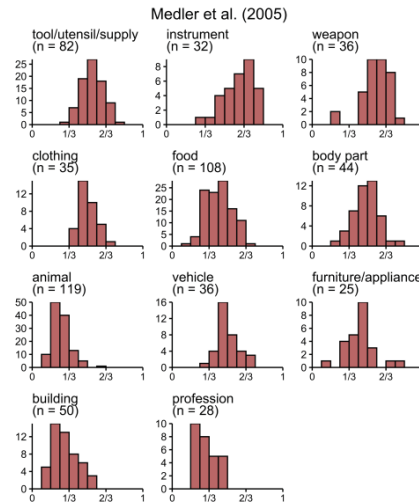 Medler et al. (2005)
tool/utensil/supply
(n = 82)
25
20
15
10
5
0
0 1/3 2/3 1
instrument
(n = 32)
8
4
0
0 1/3 2/3 1
weapon
(n = 36)
10
8
6
4
2
0
0 1/3 2/3 1
clothing
(n = 35)
12
8
4
0
0 1/3 2/3 1
food
(n = 108)
25
20
15
10
5
0
0 1/3 2/3 1
body part
(n = 44)
12
8
4
0
0 1/3 2/3 1
animal
(n = 119)
50
40
30
20
10
0
0 1/3 2/3 1
vehicle
(n = 36)
16
12
8
4
0
0 1/3 2/3 1
furniture/appliance
(n = 25)
10
8
6
4
2
0
0 1/3 2/3 1
building
(n = 50)
15
10
5
0
0 1/3 2/3 1
profession
(n = 28)
10
8
6
4
2
0
0 1/3 2/3 1